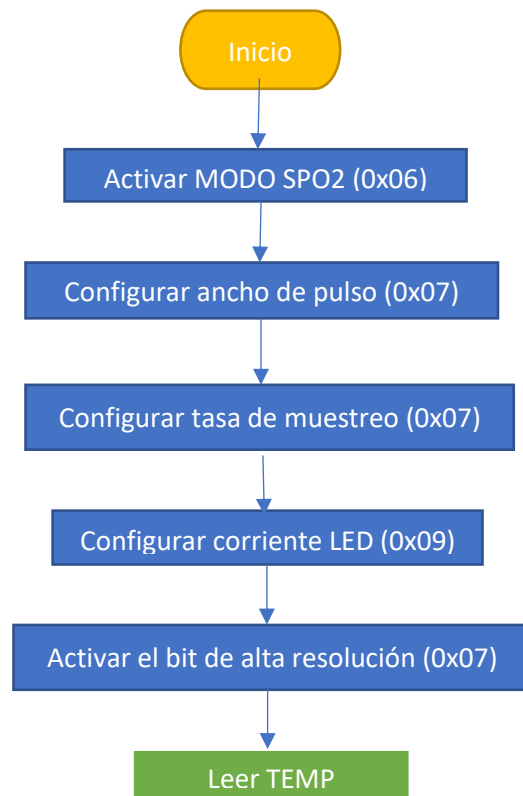 Inicio
Activar MODO SPO2 (0x06)
Configurar ancho de pulso (0x07)
Configurar tasa de muestreo (0x07)
Configurar corriente LED (0x09)
Activar el bit de alta resolución (0x07)
Leer TEMP